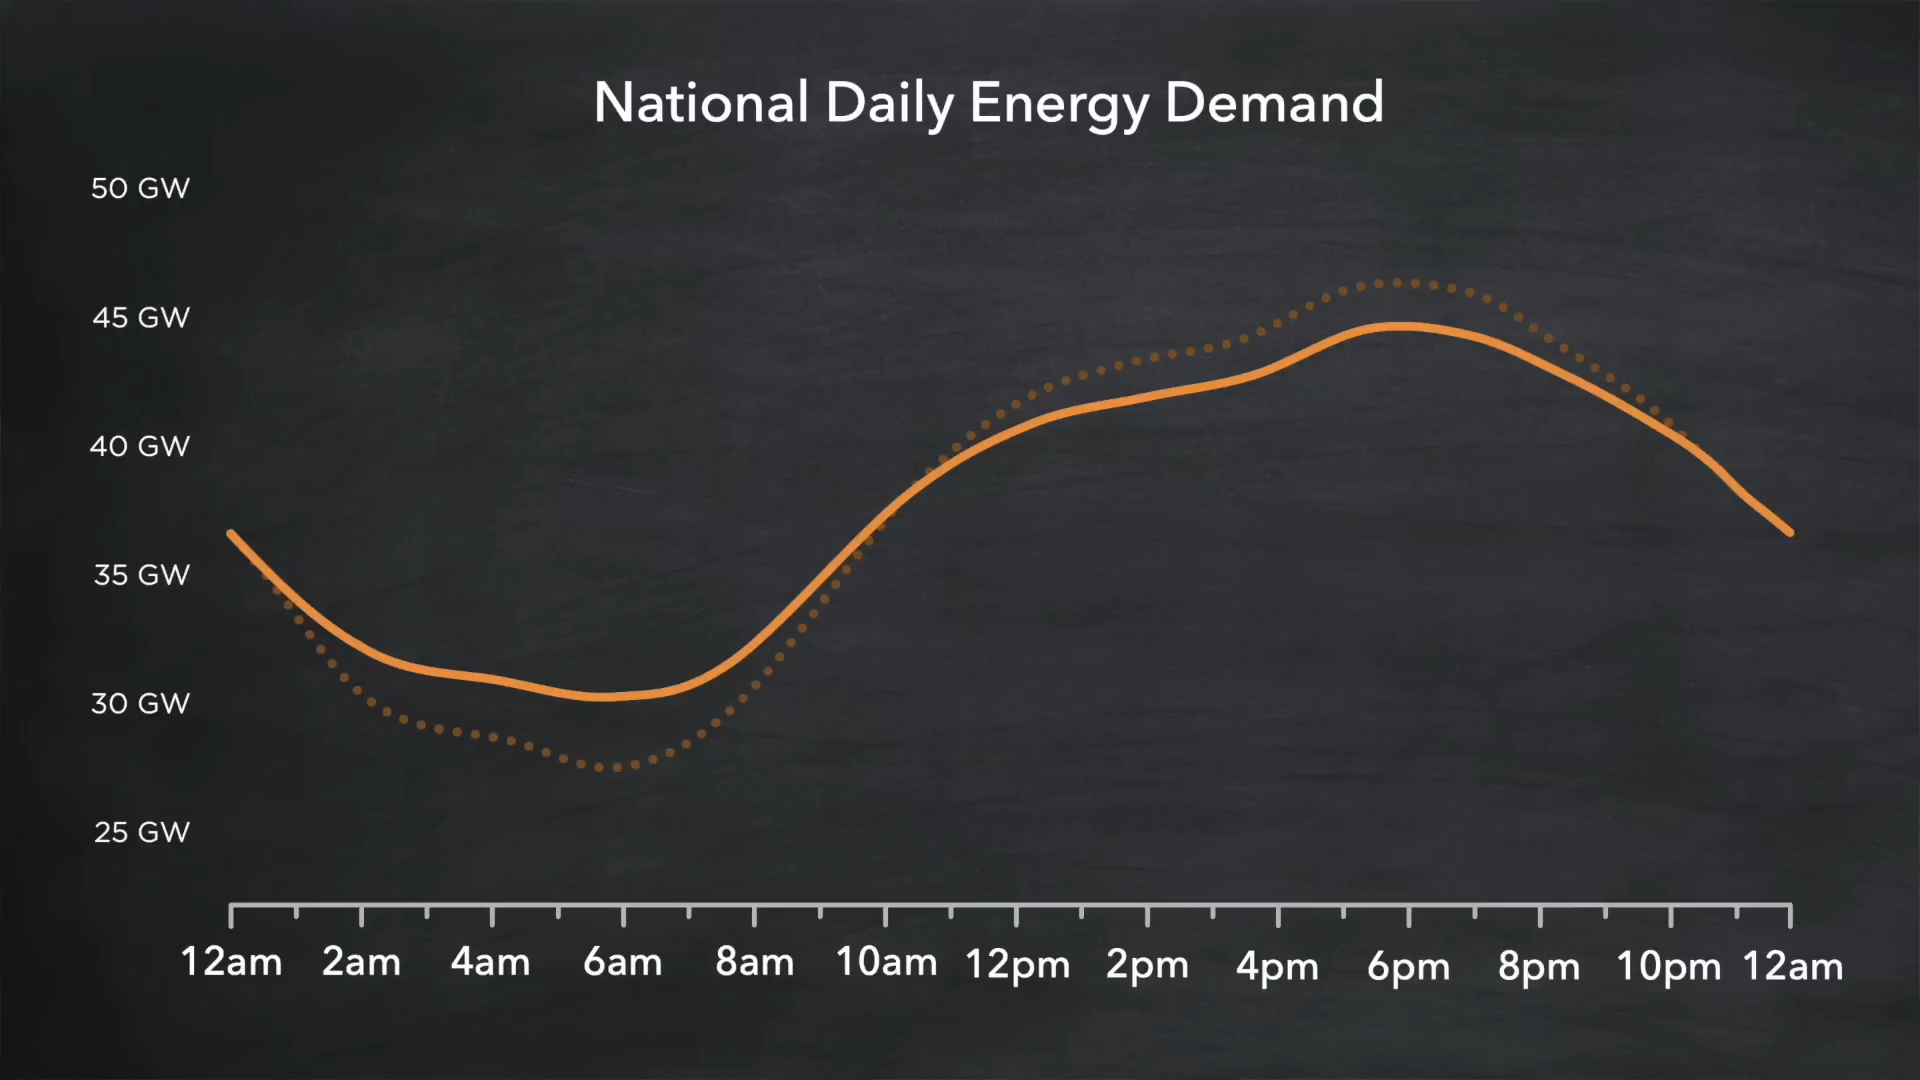 National Daily Energy Demand
50 GW
45 GW
40 GW
35 GW
30 GW
25 GW
12am 2am 4am 6am 8am 10am 12pm 2pm 4pm 6pm 8pm 10pm 12am